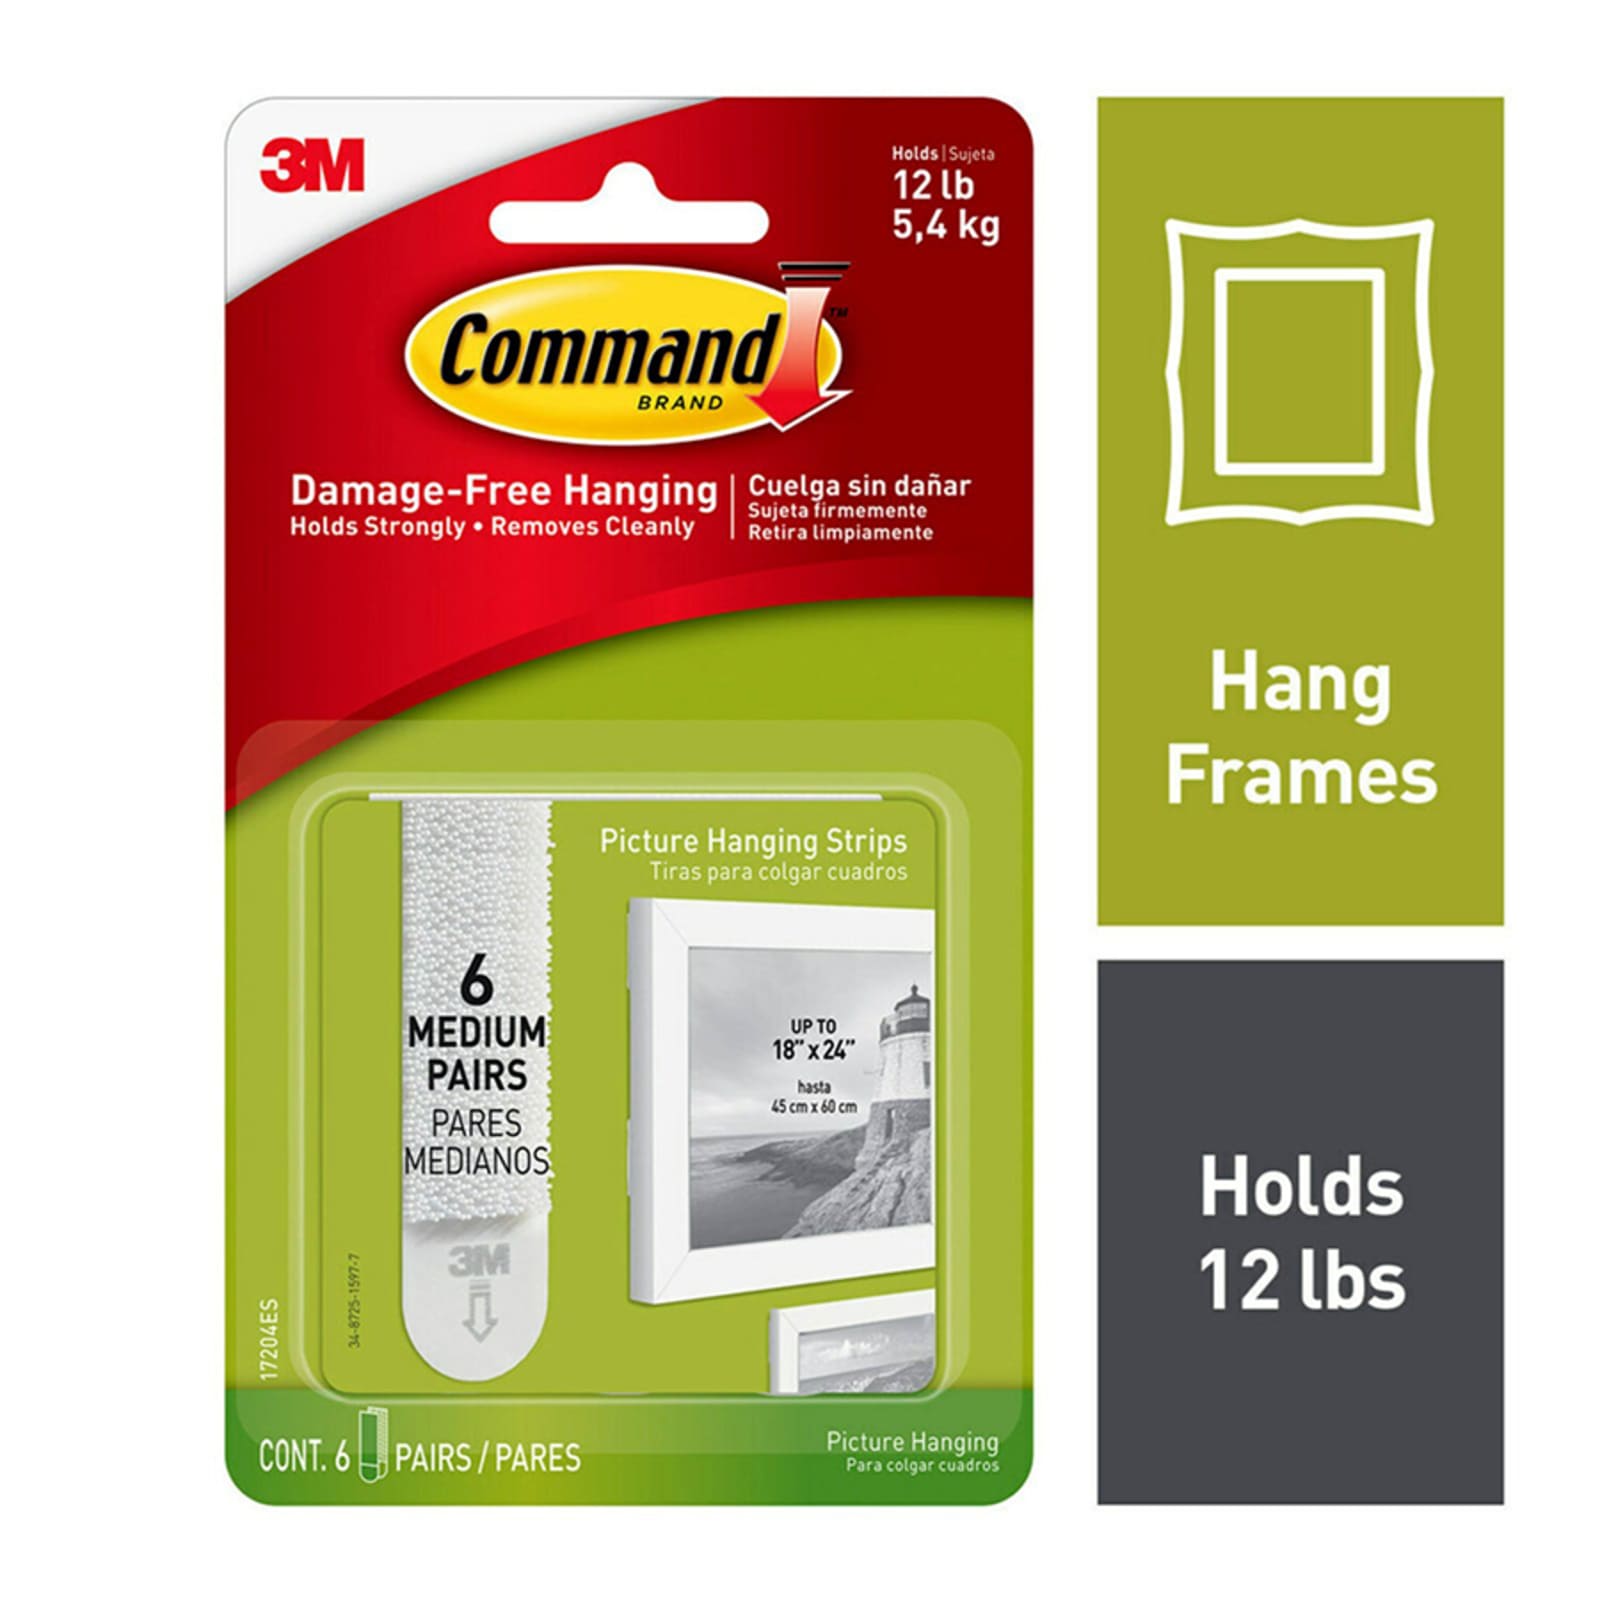 3M
Holds | Sujeta
12 lb
5,4 kg
Command™
BRAND
Damage-Free Hanging
Holds Strongly • Removes Cleanly
Cuelga sin dañar
Sujeta firmemente
Retira limpiamente
Picture Hanging Strips
Tiras para colgar cuadros
6
MEDIUM
PAIRS
PARES
MEDIANOS
UP TO
18” x 24”
hasta
45 cm x 60 cm
3M
34-8725-1597-7
17204ES
CONT. 6 PAIRS / PARES
Picture Hanging
Para colgar cuadros
Hang
Frames
Holds
12 lbs